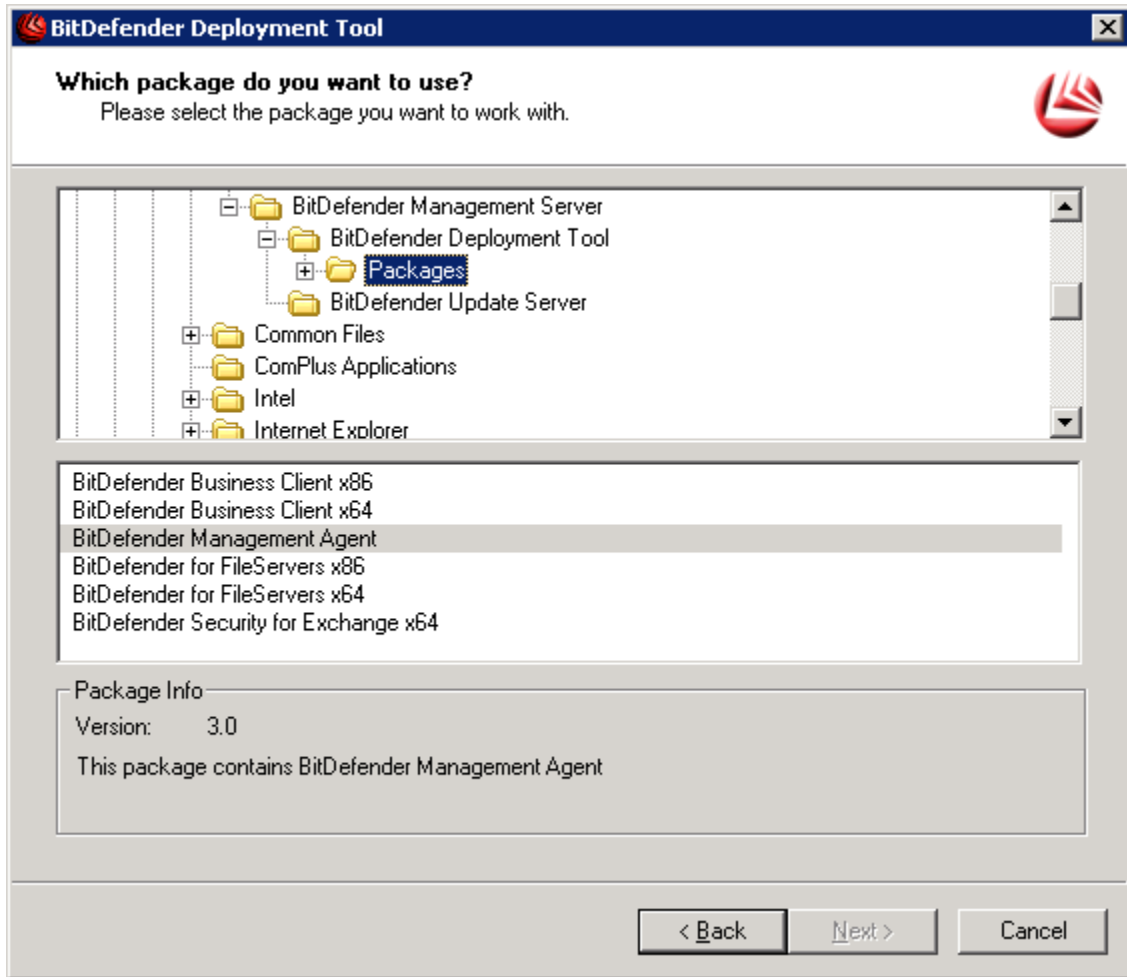 BitDefender Deployment Tool
Which package do you want to use?
Please select the package you want to work with.
BitDefender Management Server
BitDefender Deployment Tool
Packages
BitDefender Update Server
Common Files
ComPlus Applications
Intel
Internet Explorer
BitDefender Business Client x86
BitDefender Business Client x64
BitDefender Management Agent
BitDefender for FileServers x86
BitDefender for FileServers x64
BitDefender Security for Exchange x64
Package Info
Version: 3.0
This package contains BitDefender Management Agent
< Back Next > Cancel